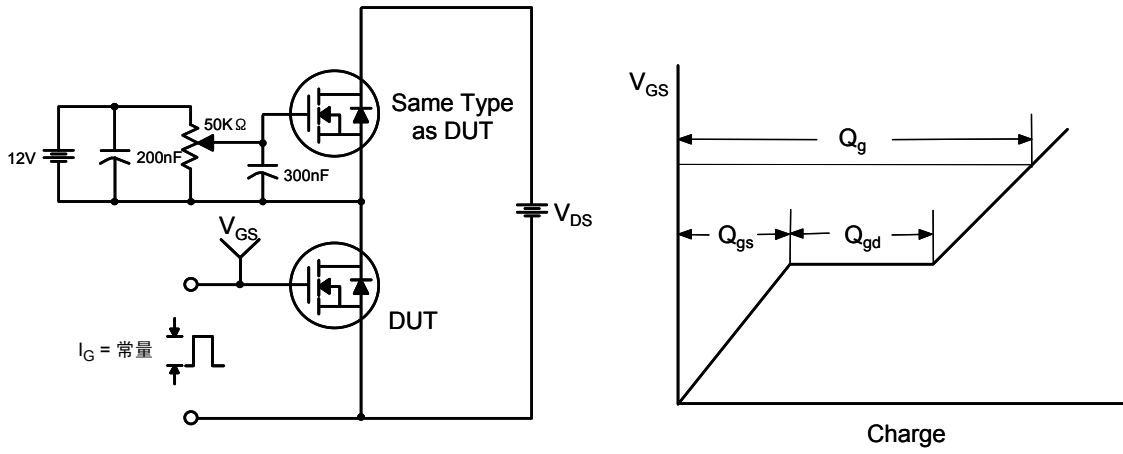 12V
200nF
50KΩ
300nF
Same Type
as DUT
V_DS
V_GS
DUT
I_G = 常量
V_GS
Q_g
Q_gs
Q_gd
Charge